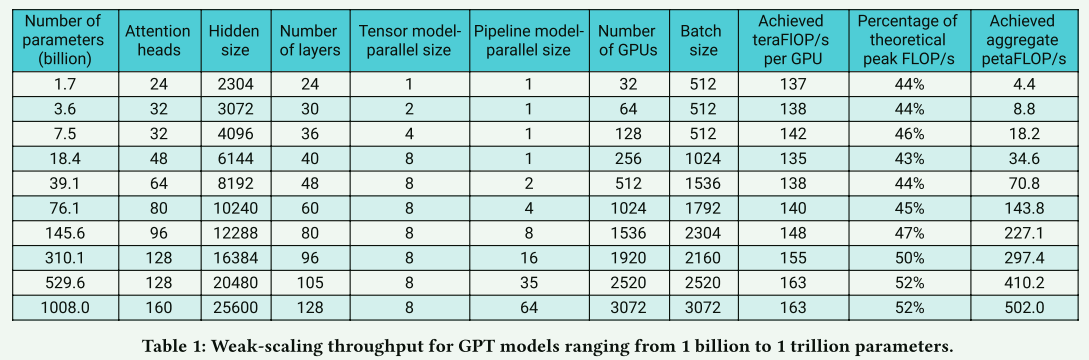 Number of parameters (billion) Attention heads Hidden size Number of layers Tensor model-parallel size Pipeline model-parallel size Number of GPUs Batch size Achieved teraFIOP/s per GPU Percentage of theoretical peak FLOP/s Achieved aggregate petaFLOP/s
1.7 24 2304 24 1 1 32 512 137 44% 4.4
3.6 32 3072 30 2 1 64 512 138 44% 8.8
7.5 32 4096 36 4 1 128 512 142 46% 18.2
18.4 48 6144 40 8 1 256 1024 135 43% 34.6
39.1 64 8192 48 8 2 512 1536 138 44% 70.8
76.1 80 10240 60 8 4 1024 1792 140 45% 143.8
145.6 96 12288 80 8 8 1536 2304 148 47% 227.1
310.1 128 16384 96 8 16 1920 2160 155 50% 297.4
529.6 128 20480 105 8 35 2520 2520 163 52% 410.2
1008.0 160 25600 128 8 64 3072 3072 163 52% 502.0
Table 1: Weak-scaling throughput for GPT models ranging from 1 billion to 1 trillion parameters.